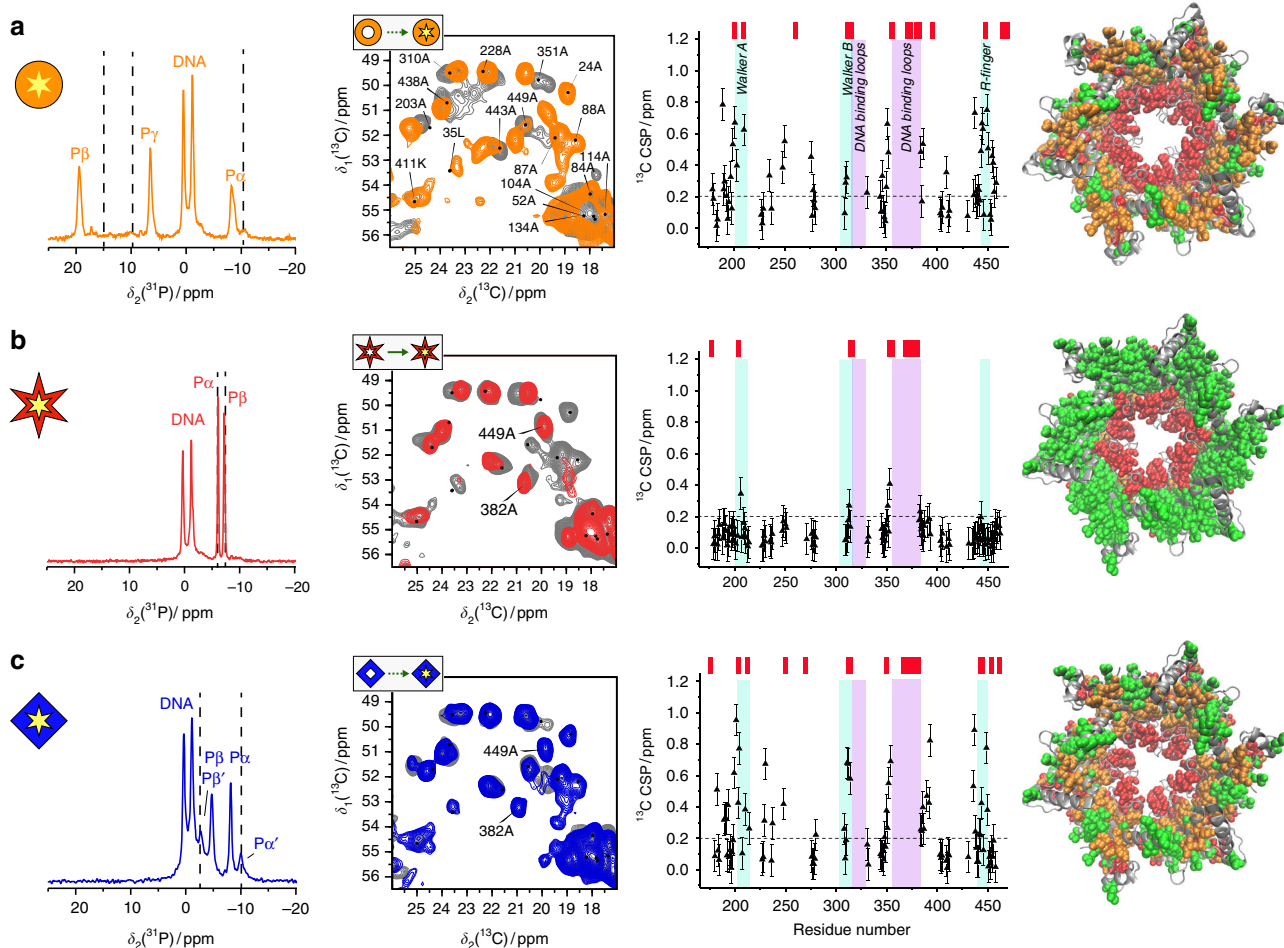 a
DNA
Pβ
Pγ
Pα
20 10 0 –10 –20
δ2(31P)/ ppm
310A 228A 351A
438A 24A
203A 449A
443A 88A
35L
411K 114A
87A 84A
104A
52A
134A
49
50
51
52
53
54
55
56
δ1(13C)/ ppm
25 24 23 22 21 20 19 18
δ2(13C)/ ppm
1.2
1.0
0.8
0.6
0.4
0.2
0.0
13C CSP/ppm
Walker A
Walker B
DNA binding loops
DNA binding loops
R-finger
200 250 300 350 400 450
b
Pα
Pβ
DNA
20 10 0 –10 –20
δ2(31P)/ ppm
449A
382A
49
50
51
52
53
54
55
56
δ1(13C)/ ppm
25 24 23 22 21 20 19 18
δ2(13C)/ ppm
1.2
1.0
0.8
0.6
0.4
0.2
0.0
13C CSP/ppm
200 250 300 350 400 450
c
DNA
Pβ Pα
Pβ′
Pα′
20 10 0 –10 –20
δ2(31P)/ ppm
449A
382A
49
50
51
52
53
54
55
56
δ1(13C)/ ppm
25 24 23 22 21 20 19 18
δ2(13C)/ ppm
1.2
1.0
0.8
0.6
0.4
0.2
0.0
13C CSP/ppm
200 250 300 350 400 450
Residue number